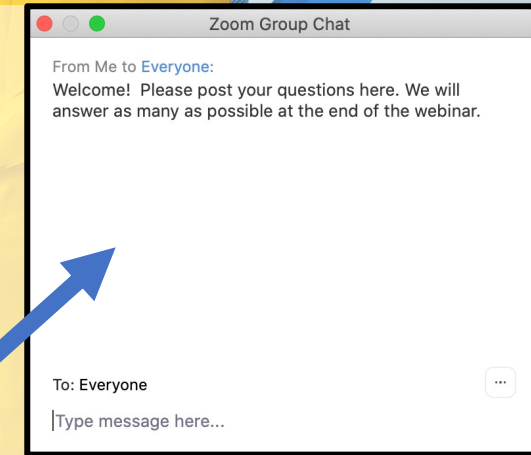 Zoom Group Chat
From Me to Everyone:
Welcome!  Please post your questions here. We will
answer as many as possible at the end of the webinar.
To: Everyone
...
Type message here...